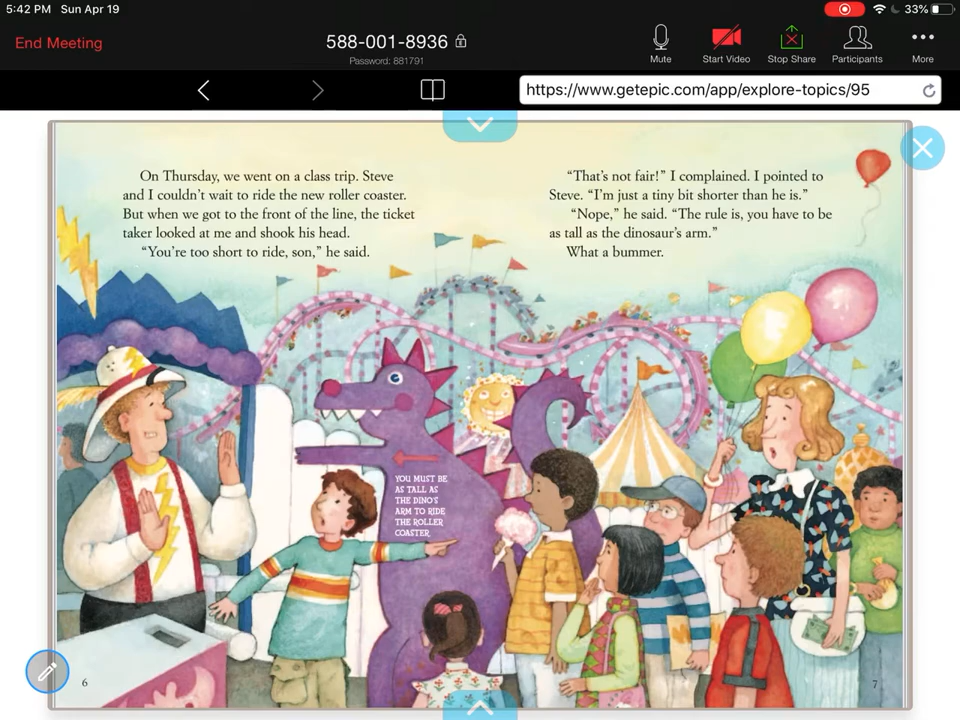 5:42 PM Sun Apr 19
33%
End Meeting
588-001-8936
Password: 881791
Mute
Start Video
Stop Share
Participants
More
https://www.getepic.com/app/explore-topics/95
On Thursday, we went on a class trip. Steve
and I couldn’t wait to ride the new roller coaster.
But when we got to the front of the line, the ticket
taker looked at me and shook his head.
“You’re too short to ride, son,” he said.
“That’s not fair!” I complained. I pointed to
Steve. “I’m just a tiny bit shorter than he is.”
“Nope,” he said. “The rule is, you have to be
as tall as the dinosaur’s arm.”
What a bummer.
YOU MUST BE
AS TALL AS
THE DINO'S
ARM TO RIDE
THE ROLLER
COASTER.
6
7